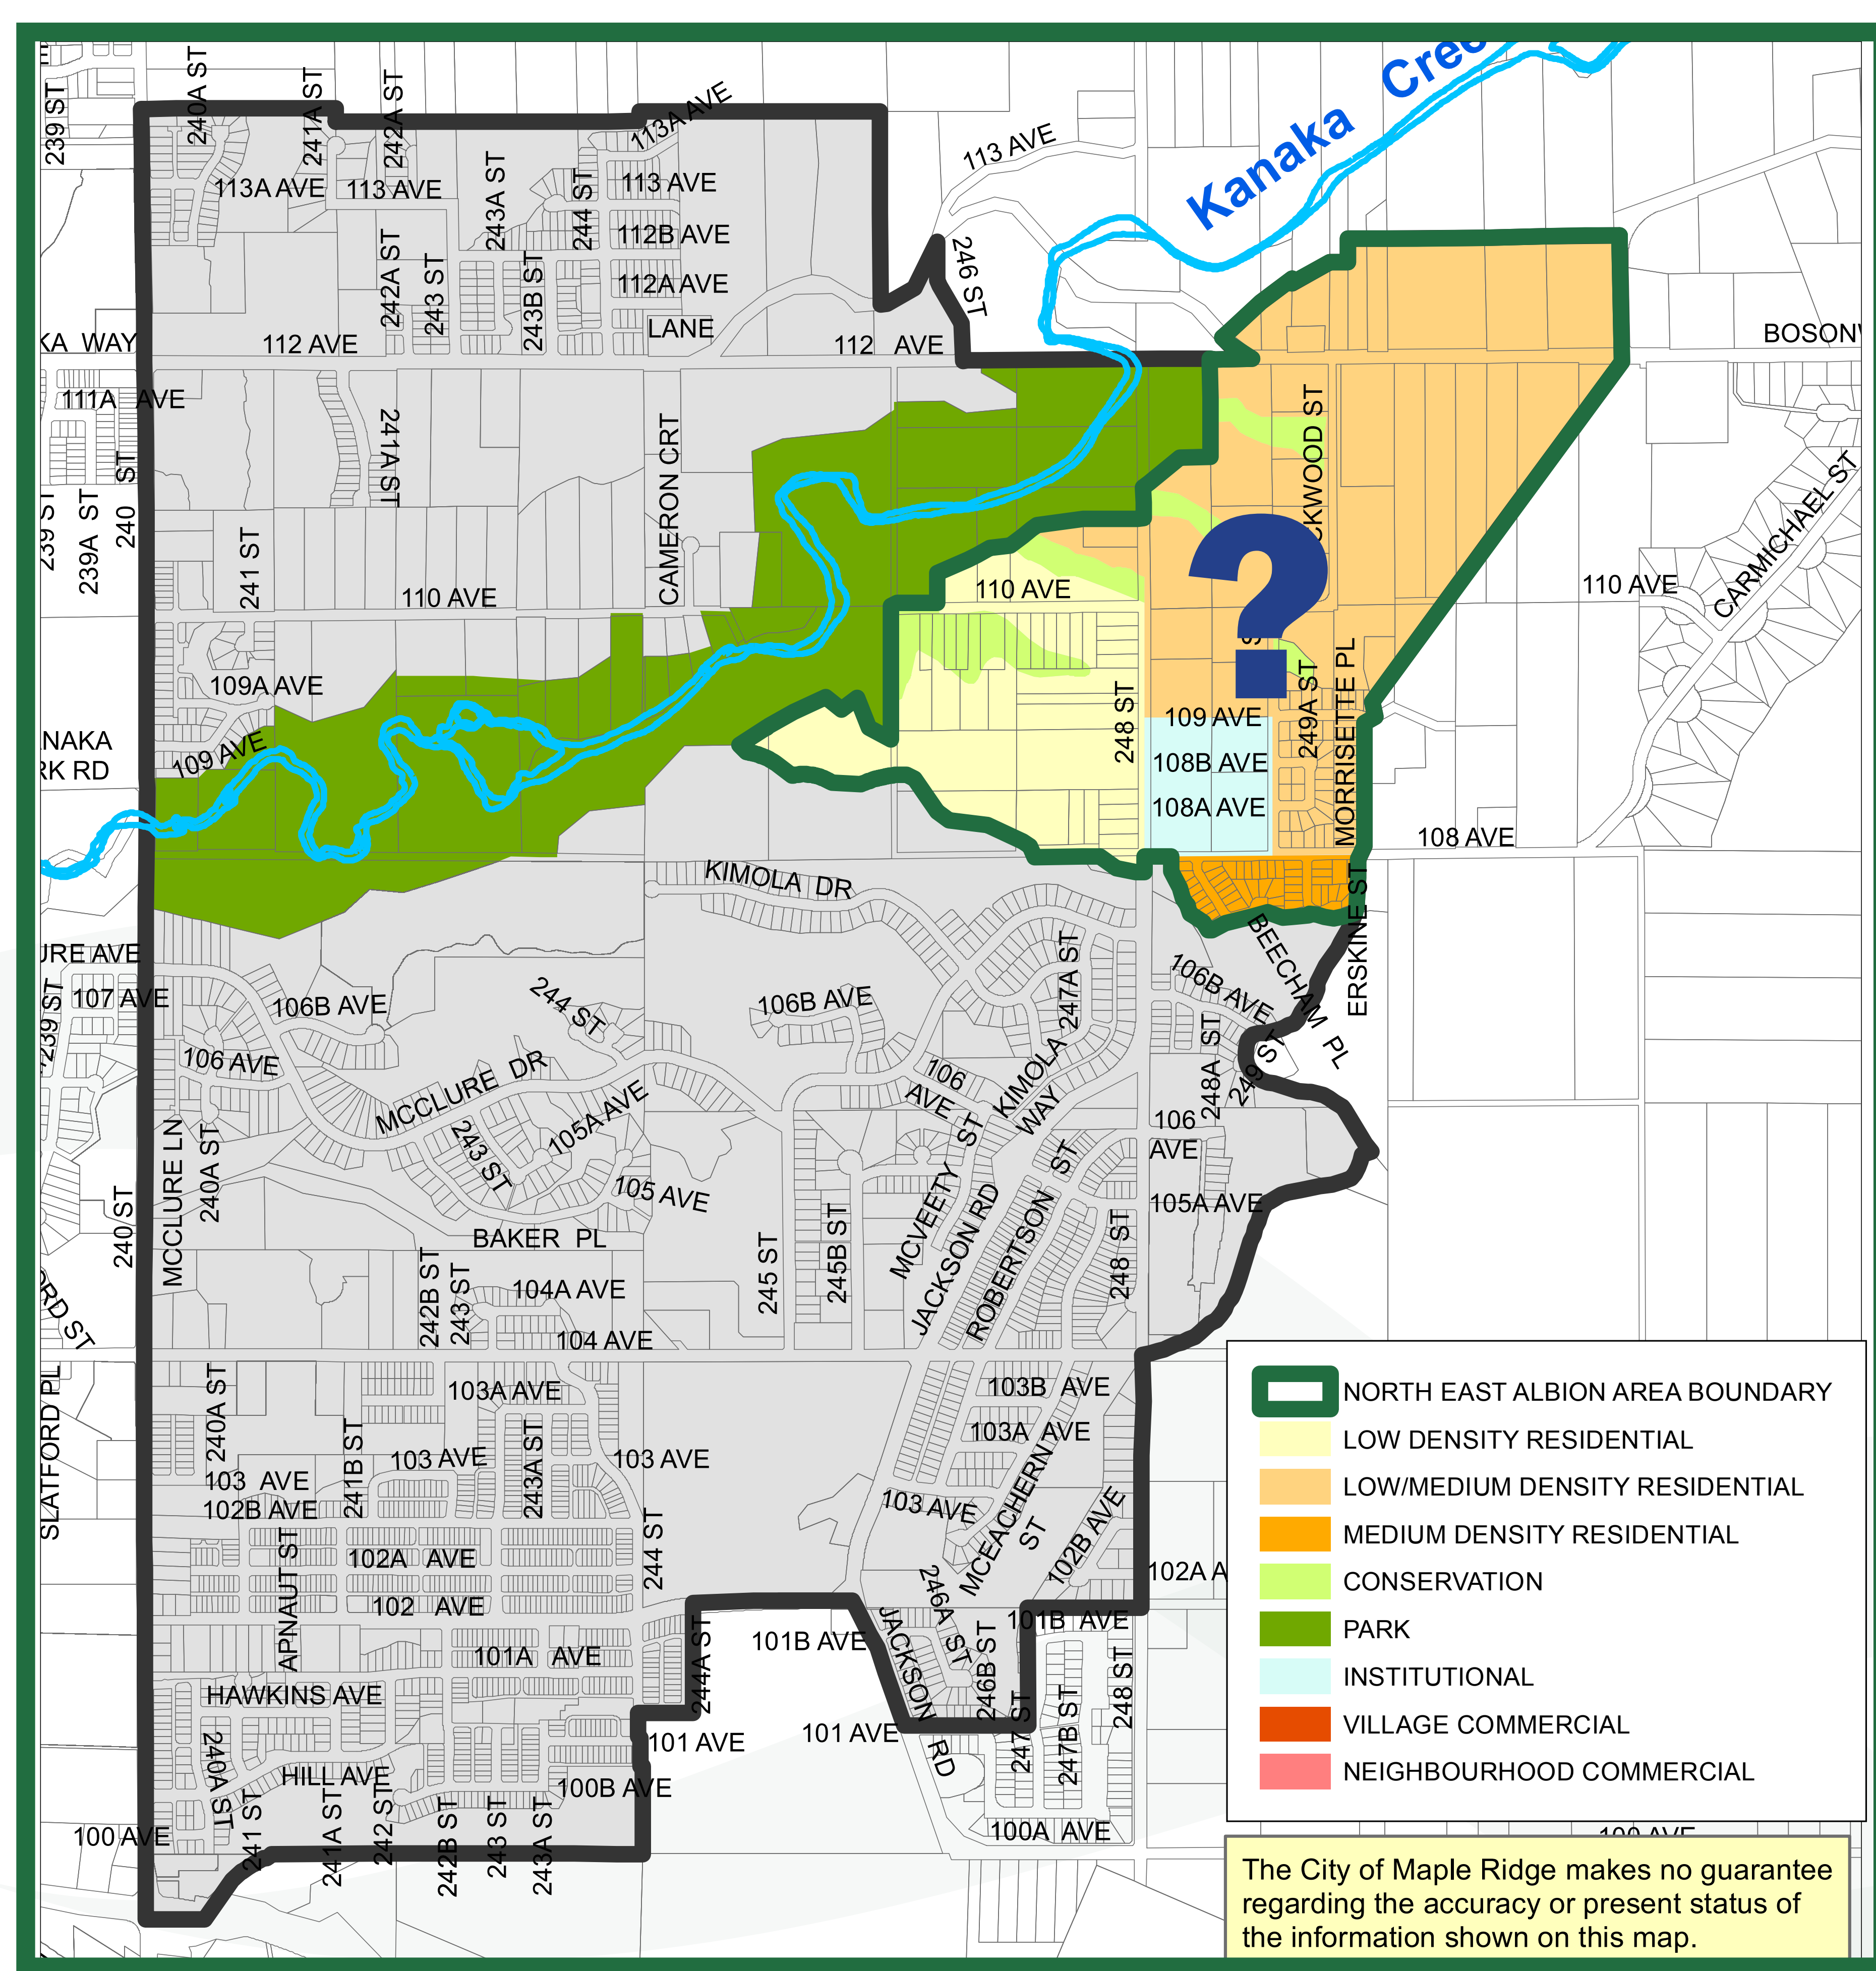 Kanaka Cree
239 ST
240A ST
241A ST
242A ST
113A AVE
113 AVE
113A AVE
113 AVE
243A ST
244 ST
113 AVE
112B AVE
242A ST
243 ST
243B ST
112A AVE
246 ST
LANE
KA WAY
112 AVE
112 AVE
BOSONW
111A AVE
241A ST
CAMERON CRT
CKWOOD ST
239 ST
239A ST
240 ST
241 ST
CARMICHAEL ST
110 AVE
110 AVE
110 AVE
?
S
109A AVE
248 ST
249A ST
MORRISETTE PL
109 AVE
NAKA
RK RD
109 AVE
108B AVE
108A AVE
108 AVE
KIMOLA DR
URE AVE
107 AVE
239 ST
106B AVE
244 ST
106B AVE
247A ST
106B AVE
BEECHAM PL
ERSKINE ST
106 AVE
MCCLURE DR
105A AVE
106
AVE
KIMOLA
WAY
248A ST
249 ST
243 ST
106
AVE
MCCLURE LN
240A ST
240 ST
105 AVE
MCVEETY ST
JACKSON RD
ROBERTSON ST
105A AVE
BAKER PL
242B ST
243 ST
245 ST
245B ST
248 ST
104A AVE
104 AVE
ORD ST
SLATFORD PL
240A ST
103A AVE
103B AVE
NORTH EAST ALBION AREA BOUNDARY
LOW DENSITY RESIDENTIAL
LOW/MEDIUM DENSITY RESIDENTIAL
MEDIUM DENSITY RESIDENTIAL
CONSERVATION
PARK
INSTITUTIONAL
VILLAGE COMMERCIAL
NEIGHBOURHOOD COMMERCIAL
103A AVE
241B ST
103 AVE
243A ST
103 AVE
103 AVE
102B AVE
103 AVE
MCEACHERN
ST
102B AVE
APNAUT ST
102A AVE
244 ST
102A A
102 AVE
246A ST
101B AVE
101B AVE
101A AVE
244A ST
JACKSON RD
246B ST
248 ST
HAWKINS AVE
101 AVE
101 AVE
247 ST
247B ST
240A ST
HILL AVE
100B AVE
241 ST
241A ST
242 ST
242B ST
243 ST
243A ST
100 AVE
100A AVE
100 AVE
The City of Maple Ridge makes no guarantee
regarding the accuracy or present status of
the information shown on this map.